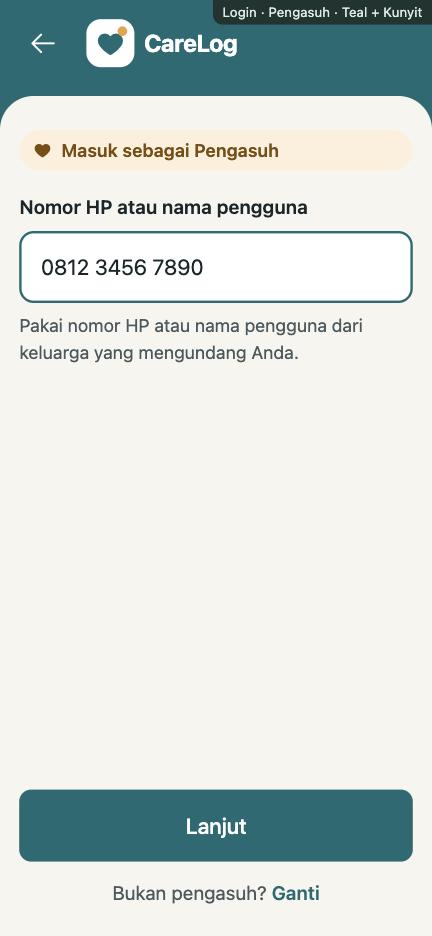 Login · Pengasuh · Teal + Kunyit
CareLog
Masuk sebagai Pengasuh
Nomor HP atau nama pengguna
0812 3456 7890
Pakai nomor HP atau nama pengguna dari
keluarga yang mengundang Anda.
Lanjut
Bukan pengasuh? Ganti